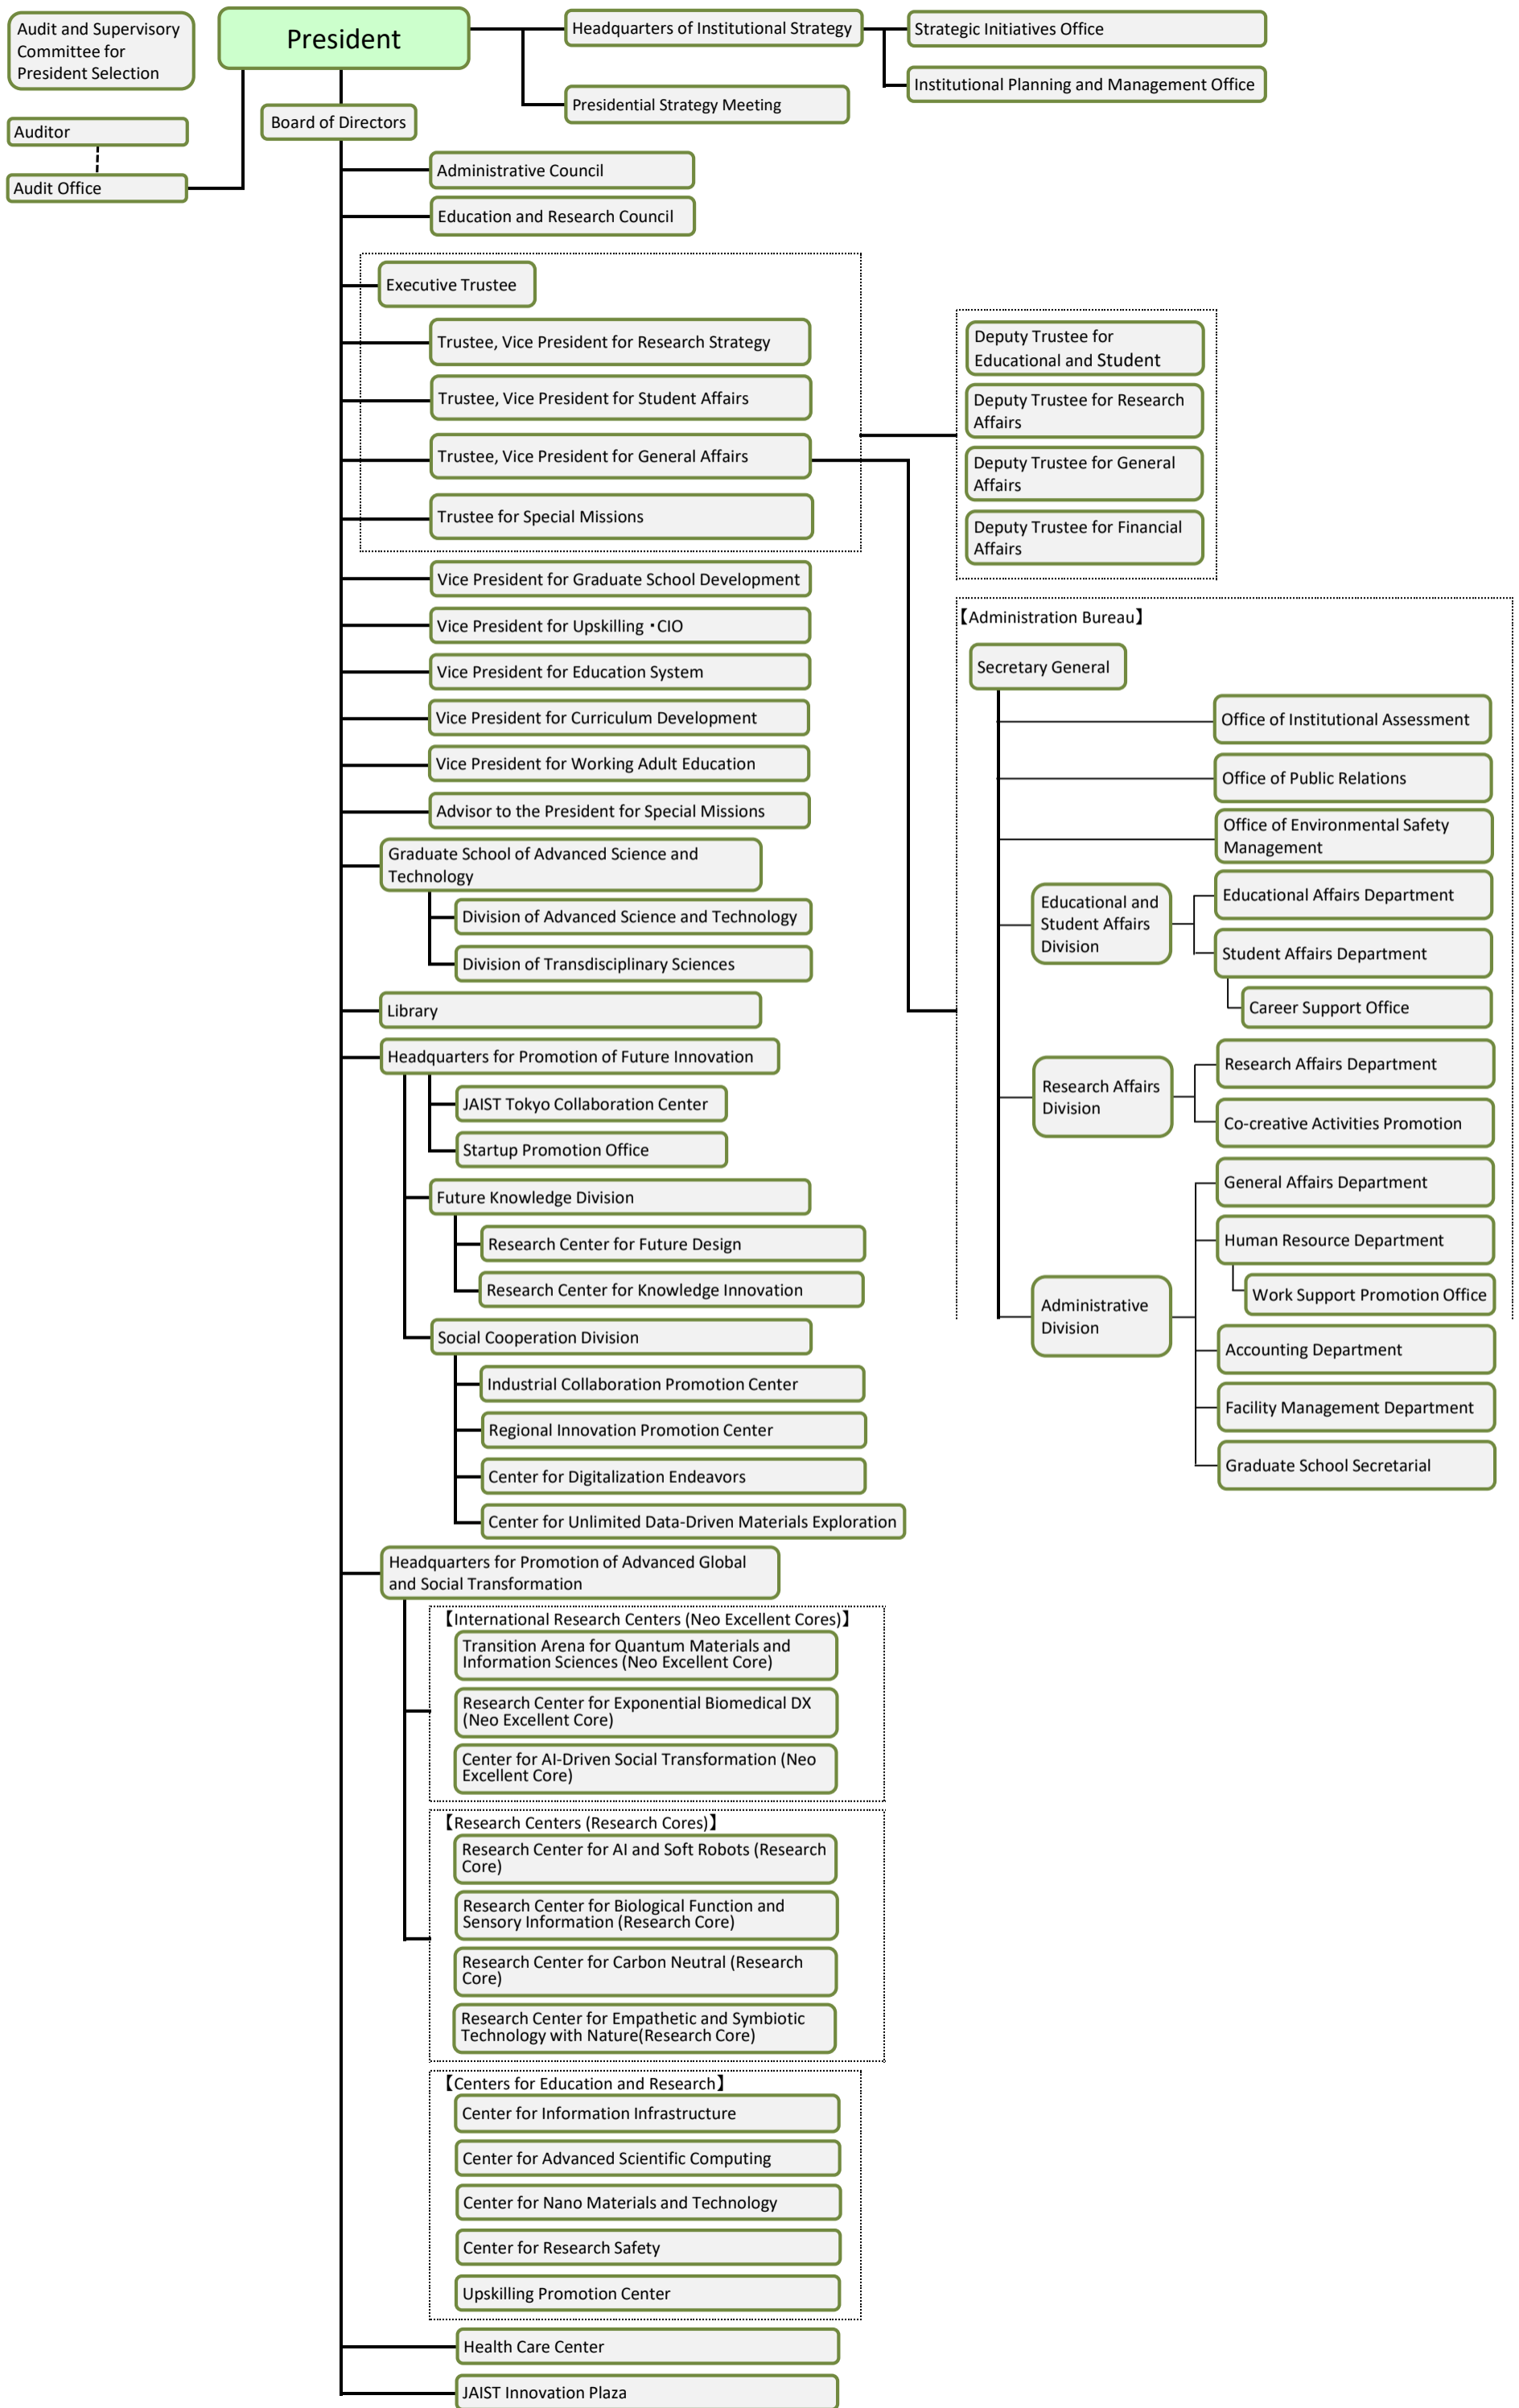 Audit and Supervisory
Committee for
President Selection
President
Headquarters of Institutional Strategy
Strategic Initiatives Office
Institutional Planning and Management Office
Presidential Strategy Meeting
Board of Directors
Auditor
Audit Office
Administrative Council
Education and Research Council
Executive Trustee
Trustee, Vice President for Research Strategy
Trustee, Vice President for Student Affairs
Trustee, Vice President for General Affairs
Trustee for Special Missions
Deputy Trustee for
Educational and Student
Deputy Trustee for Research
Affairs
Deputy Trustee for General
Affairs
Deputy Trustee for Financial
Affairs
Vice President for Graduate School Development
Vice President for Upskilling・CIO
Vice President for Education System
Vice President for Curriculum Development
Vice President for Working Adult Education
Advisor to the President for Special Missions
Graduate School of Advanced Science and
Technology
Division of Advanced Science and Technology
Division of Transdisciplinary Sciences
Library
Headquarters for Promotion of Future Innovation
JAIST Tokyo Collaboration Center
Startup Promotion Office
Future Knowledge Division
Research Center for Future Design
Research Center for Knowledge Innovation
Social Cooperation Division
Industrial Collaboration Promotion Center
Regional Innovation Promotion Center
Center for Digitalization Endeavors
Center for Unlimited Data-Driven Materials Exploration
【Administration Bureau】
Secretary General
Office of Institutional Assessment
Office of Public Relations
Office of Environmental Safety
Management
Educational and
Student Affairs
Division
Educational Affairs Department
Student Affairs Department
Career Support Office
Research Affairs
Division
Research Affairs Department
Co-creative Activities Promotion
Administrative
Division
General Affairs Department
Human Resource Department
Work Support Promotion Office
Accounting Department
Facility Management Department
Graduate School Secretarial
Headquarters for Promotion of Advanced Global
and Social Transformation
【International Research Centers (Neo Excellent Cores)】
Transition Arena for Quantum Materials and
Information Sciences (Neo Excellent Core)
Research Center for Exponential Biomedical DX
(Neo Excellent Core)
Center for AI-Driven Social Transformation (Neo
Excellent Core)
【Research Centers (Research Cores)】
Research Center for AI and Soft Robots (Research
Core)
Research Center for Biological Function and
Sensory Information (Research Core)
Research Center for Carbon Neutral (Research
Core)
Research Center for Empathetic and Symbiotic
Technology with Nature(Research Core)
【Centers for Education and Research】
Center for Information Infrastructure
Center for Advanced Scientific Computing
Center for Nano Materials and Technology
Center for Research Safety
Upskilling Promotion Center
Health Care Center
JAIST Innovation Plaza